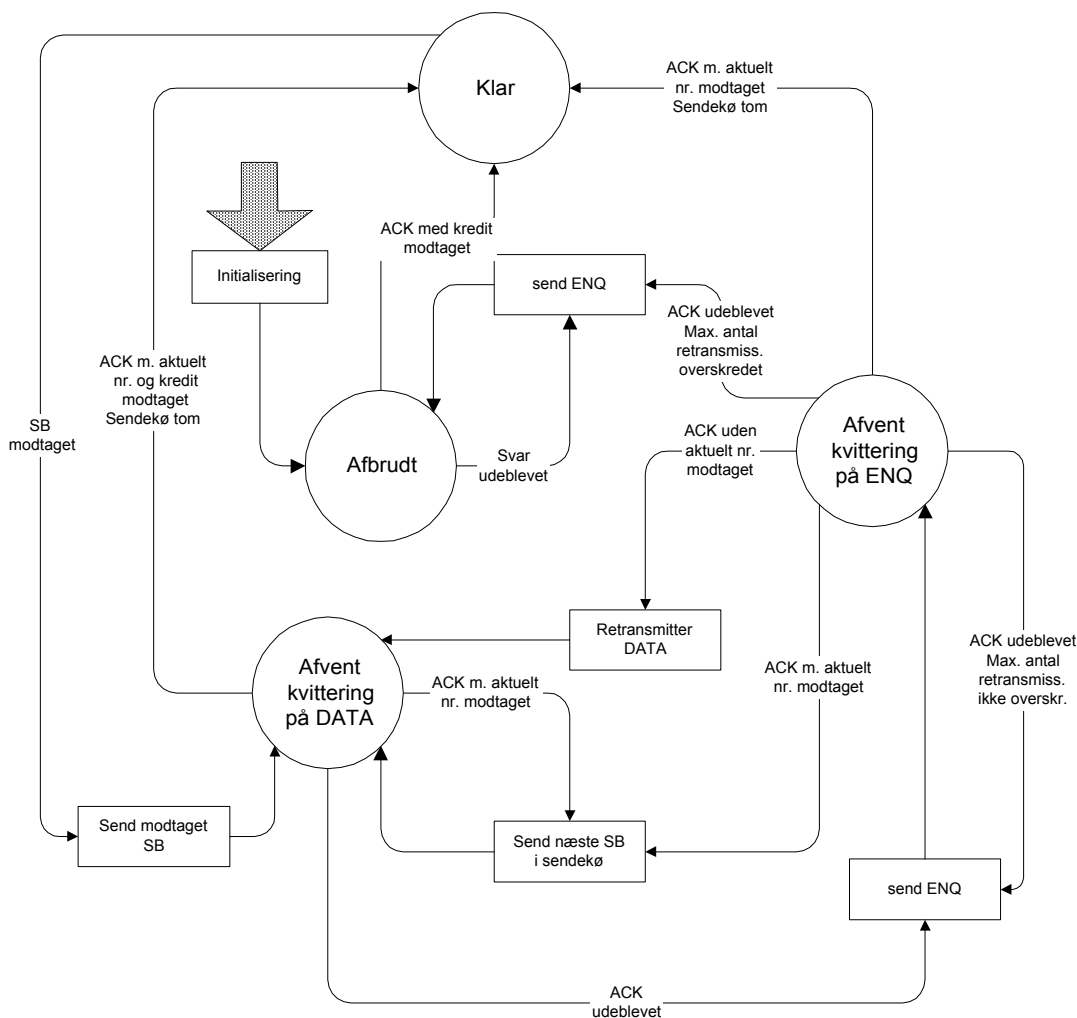 Klar
ACK m. aktuelt
nr. modtaget
Sendekø tom
ACK med kredit
modtaget
Initialisering
send ENQ
ACK udeblevet
Max. antal
retransmiss.
overskredet
ACK m. aktuelt
nr. og kredit
modtaget
Sendekø tom
SB
modtaget
Afbrudt
Svar
udeblevet
ACK uden
aktuelt nr.
modtaget
Afvent
kvittering
på ENQ
Retransmitter
DATA
ACK udeblevet
Max. antal
retransmiss.
ikke overskr.
Afvent
kvittering
på DATA
ACK m. aktuelt
nr. modtaget
ACK m. aktuelt
nr. modtaget
Send modtaget
SB
Send næste SB
i sendekø
send ENQ
ACK
udeblevet